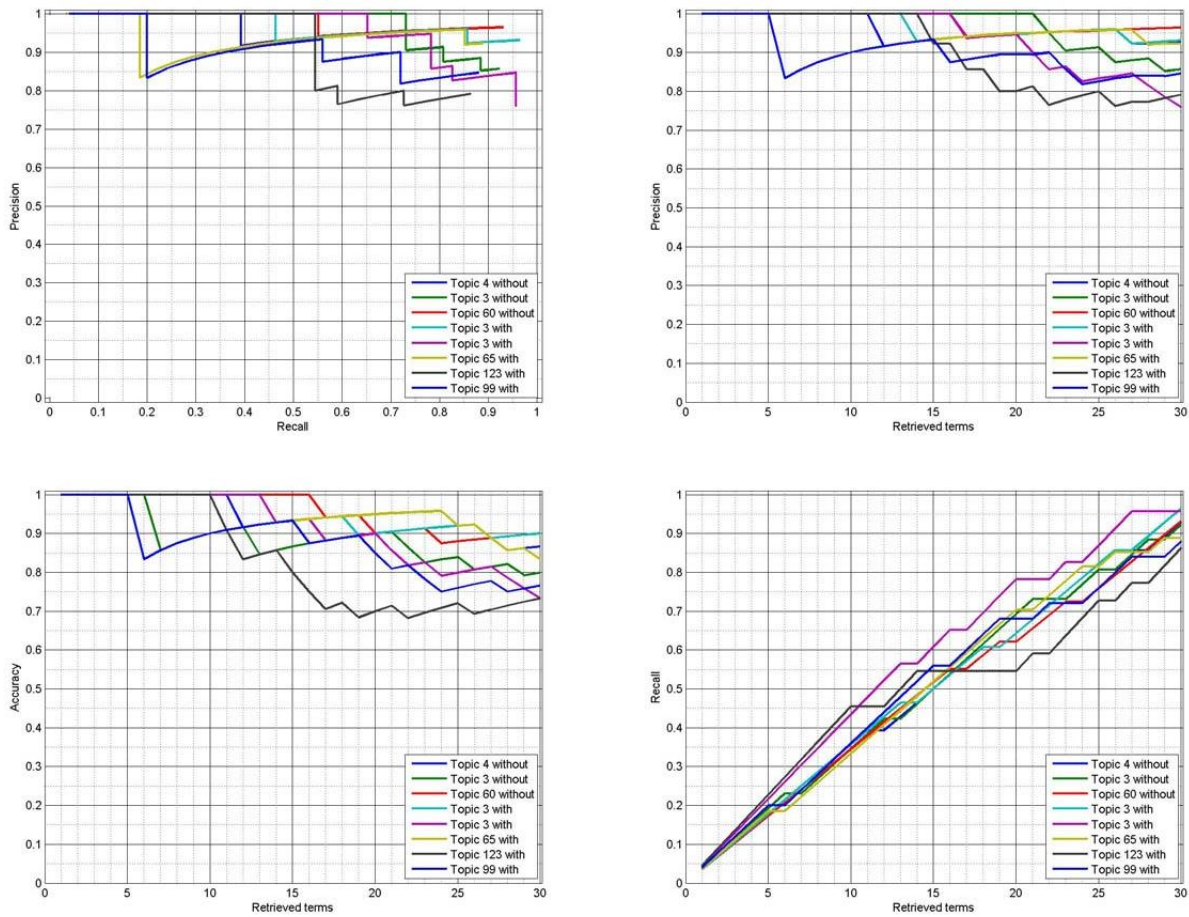 1
0.9
0.8
0.7
0.6
0.5
0.4
0.3
0.2
0.1
0
Precision
0 0.1 0.2 0.3 0.4 0.5 0.6 0.7 0.8 0.9 1
Recall
Topic 4 without
Topic 3 without
Topic 60 without
Topic 3 with
Topic 3 with
Topic 65 with
Topic 123 with
Topic 99 with
1
0.9
0.8
0.7
0.6
0.5
0.4
0.3
0.2
0.1
0
Precision
0 5 10 15 20 25 30
Retrieved terms
Topic 4 without
Topic 3 without
Topic 60 without
Topic 3 with
Topic 3 with
Topic 65 with
Topic 123 with
Topic 99 with
1
0.9
0.8
0.7
0.6
0.5
0.4
0.3
0.2
0.1
0
Accuracy
0 5 10 15 20 25 30
Retrieved terms
Topic 4 without
Topic 3 without
Topic 60 without
Topic 3 with
Topic 3 with
Topic 65 with
Topic 123 with
Topic 99 with
1
0.9
0.8
0.7
0.6
0.5
0.4
0.3
0.2
0.1
0
Recall
0 5 10 15 20 25 30
Retrieved terms
Topic 4 without
Topic 3 without
Topic 60 without
Topic 3 with
Topic 3 with
Topic 65 with
Topic 123 with
Topic 99 with